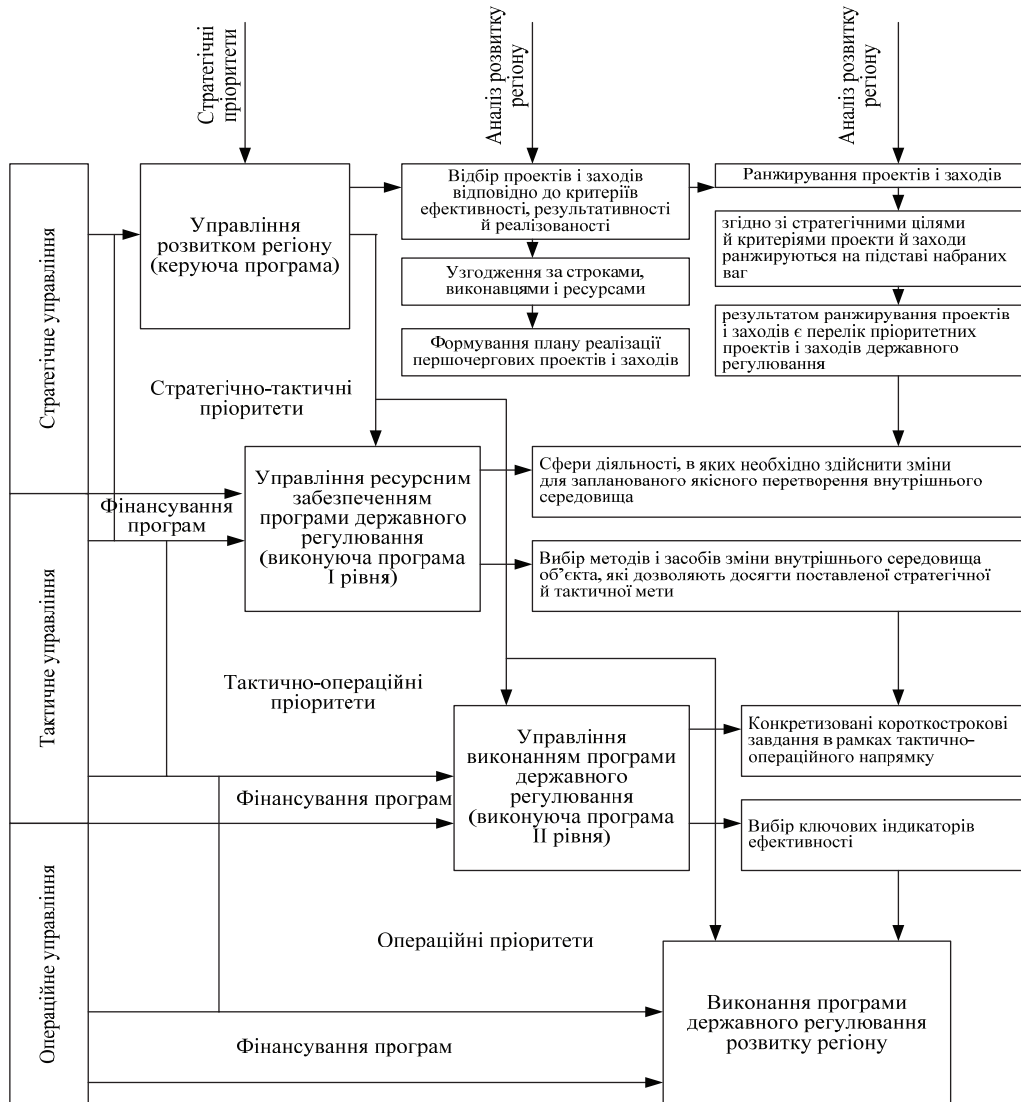 Стратегічні
пріоритети
Аналіз розвитку
регіону
Аналіз розвитку
регіону
Стратегічне управління
Управління
розвитком регіону
(керуюча програма)
Відбір проектів і заходів
відповідно до критеріїв
ефективності, результативності
й реалізованості
Ранжирування проектів і заходів
згідно зі стратегічними цілями
й критеріями проекти й заходи
ранжируються на підставі набраних
ваг
Узгодження за строками,
виконавцями і ресурсами
результатом ранжирування проектів
і заходів є перелік пріоритетних
проектів і заходів державного
регулювання
Формування плану реалізації
першочергових проектів і заходів
Стратегічно-тактичні
пріоритети
Управління ресурсним
забезпеченням
програми державного
регулювання
(виконуюча програма
І рівня)
Сфери діяльності, в яких необхідно здійснити зміни
для запланованого якісного перетворення внутрішнього
середовища
Фінансування
програм
Вибір методів і засобів зміни внутрішнього середовища
об’єкта, які дозволяють досягти поставленої стратегічної
й тактичної мети
Тактичне управління
Тактично-операційні
пріоритети
Управління
виконанням програми
державного
регулювання
(виконуюча програма
ІІ рівня)
Конкретизовані короткострокові
завдання в рамках тактично-
операційного напрямку
Фінансування програм
Вибір ключових індикаторів
ефективності
Операційне управління
Операційні пріоритети
Виконання програми
державного регулювання
розвитку регіону
Фінансування програм